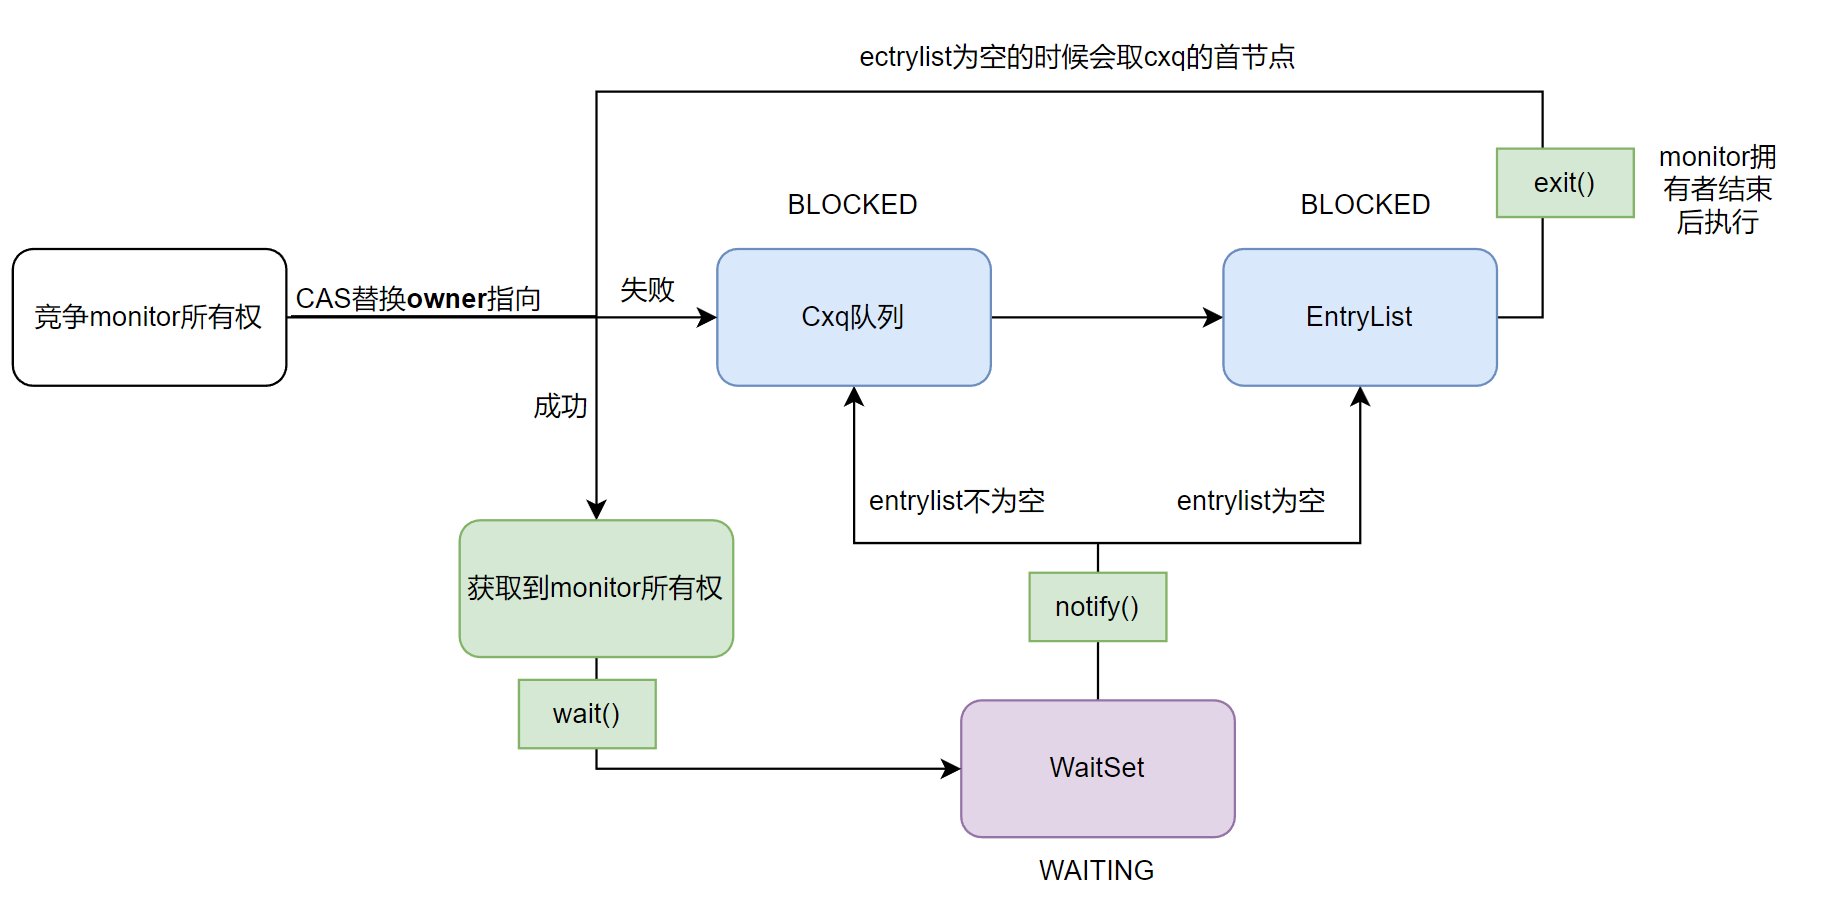 ectrylist为空的时候会取cxq的首节点
monitor拥
有者结束
后执行
exit()
BLOCKED
BLOCKED
竞争monitor所有权
CAS替换owner指向
失败
Cxq队列
EntryList
成功
entrylist不为空
entrylist为空
获取到monitor所有权
notify()
wait()
WaitSet
WAITING